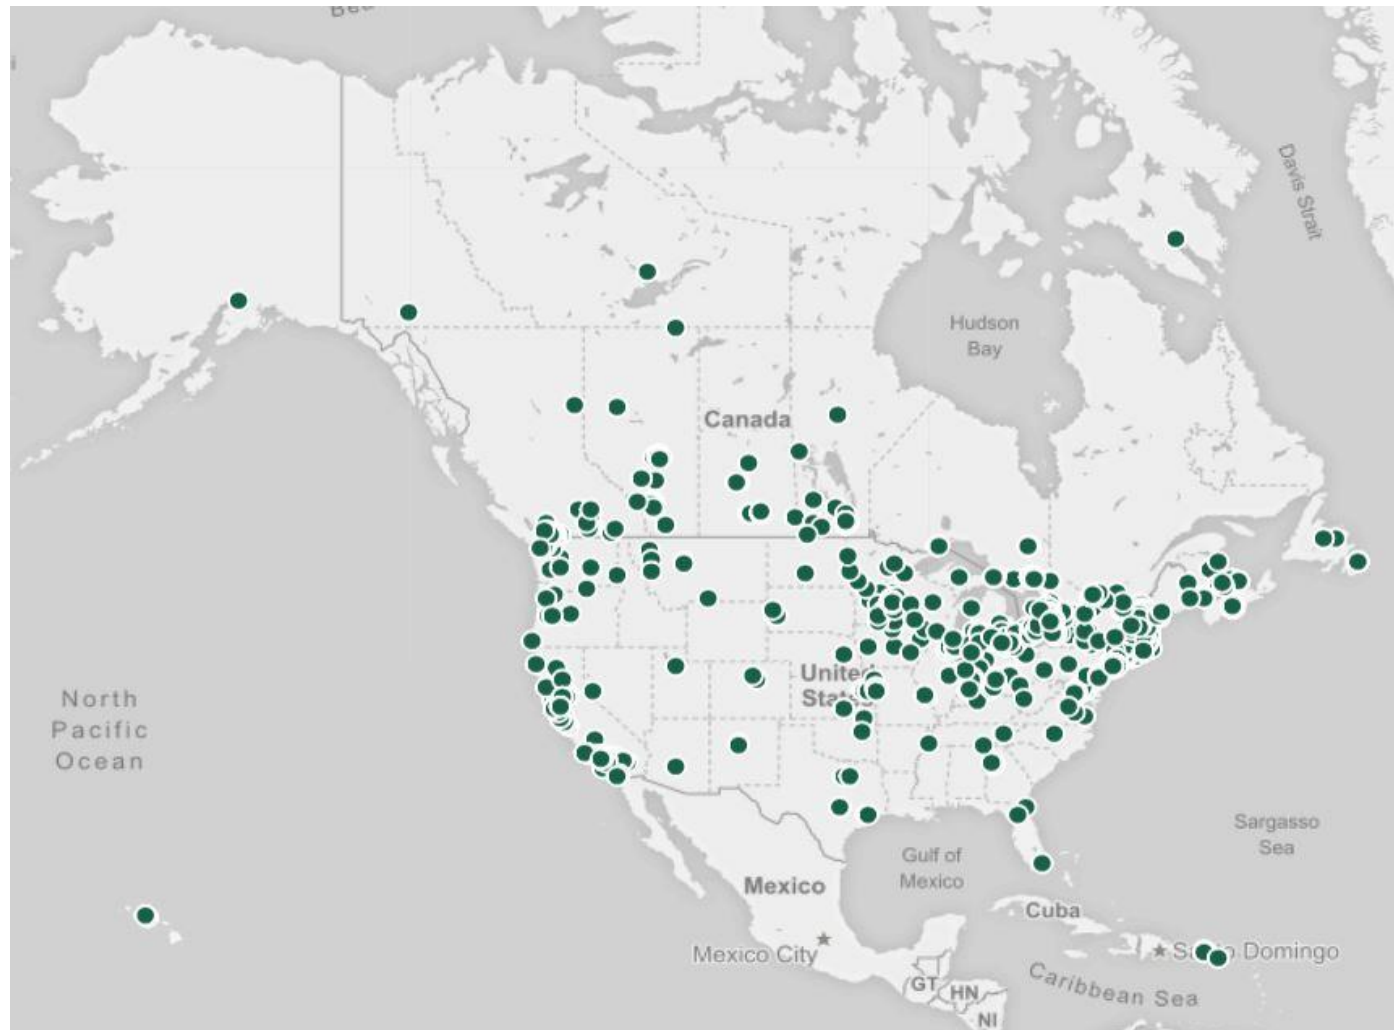 Davis Strait
Hudson
Bay
Canada
North
Pacific
Ocean
United
States
Sargasso
Sea
Gulf of
Mexico
Mexico
Cuba
Mexico City
Domingo
Caribbean Sea
GT
HN
NI